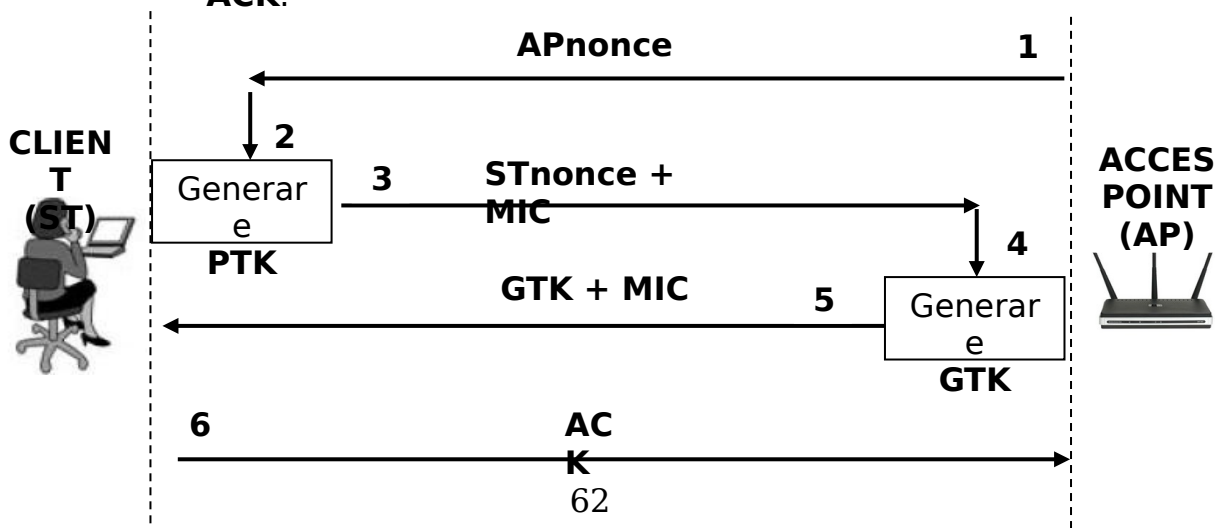 ACK.
APnonce
1
2
CLIEN
T
(ST)
Generar
e
PTK
3
STnonce +
MIC
ACCES
POINT
(AP)
4
GTK + MIC
5
Generar
e
GTK
6
AC
K
62